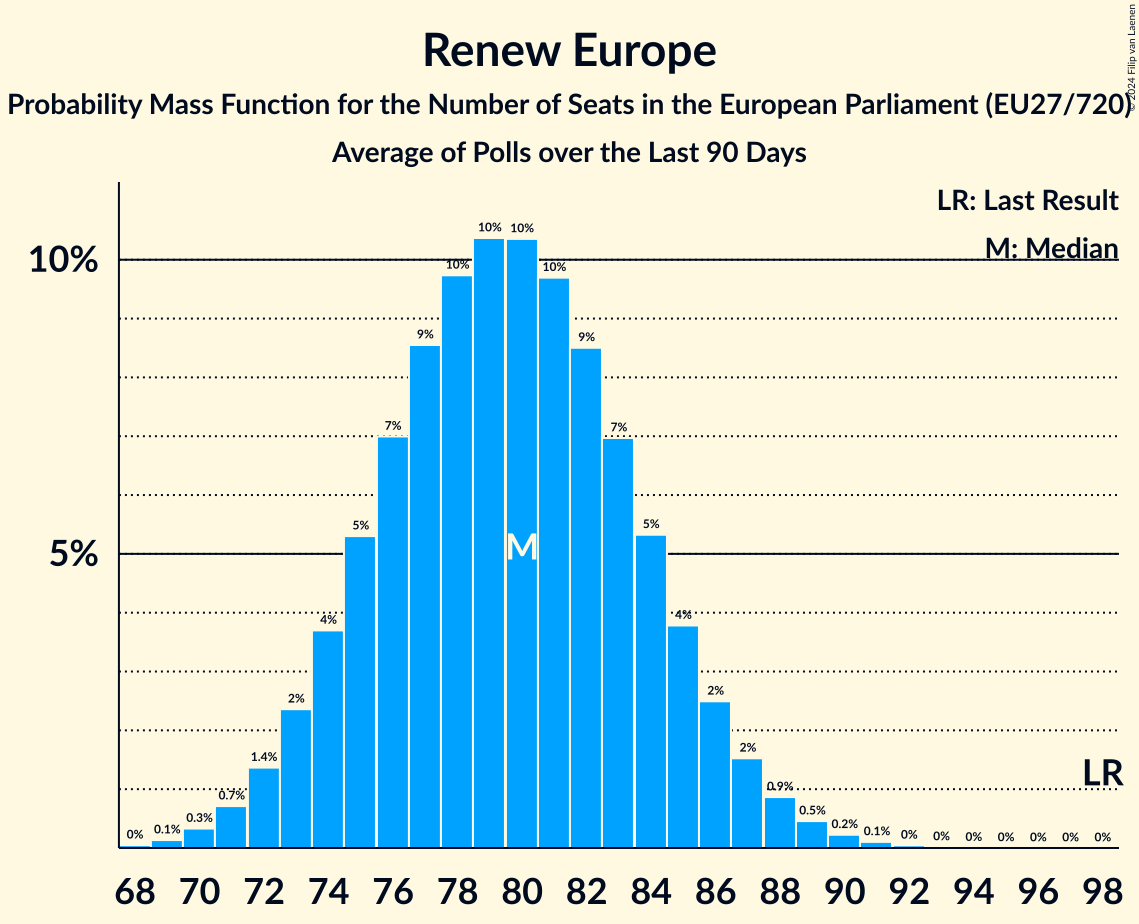 Renew Europe
Probability Mass Function for the Number of Seats in the European Parliament (EU27/720)
Average of Polls over the Last 90 Days
© 2024 Filip van Laenen
LR: Last Result
M: Median
10%
5%
0% 0.1% 0.3% 0.7% 1.4% 2% 4% 5% 7% 9% 10% 10% 10% 10% 9% 7% 5% 4% 2% 2% 0.9% 0.5% 0.2% 0.1% 0% 0% 0% 0% 0% 0% 0%
M
LR
68 70 72 74 76 78 80 82 84 86 88 90 92 94 96 98